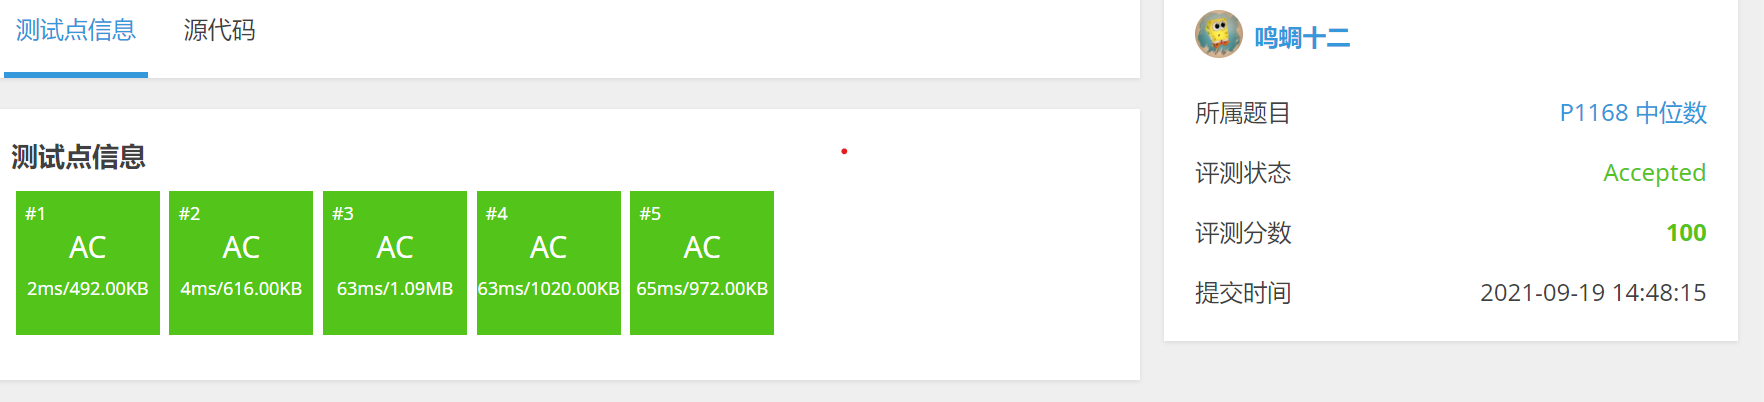 测试点信息 源代码
测试点信息
#1
AC
2ms/492.00KB
#2
AC
4ms/616.00KB
#3
AC
63ms/1.09MB
#4
AC
63ms/1020.00KB
#5
AC
65ms/972.00KB
鸣蜩十二
所属题目 P1168 中位数
评测状态 Accepted
评测分数 100
提交时间 2021-09-19 14:48:15